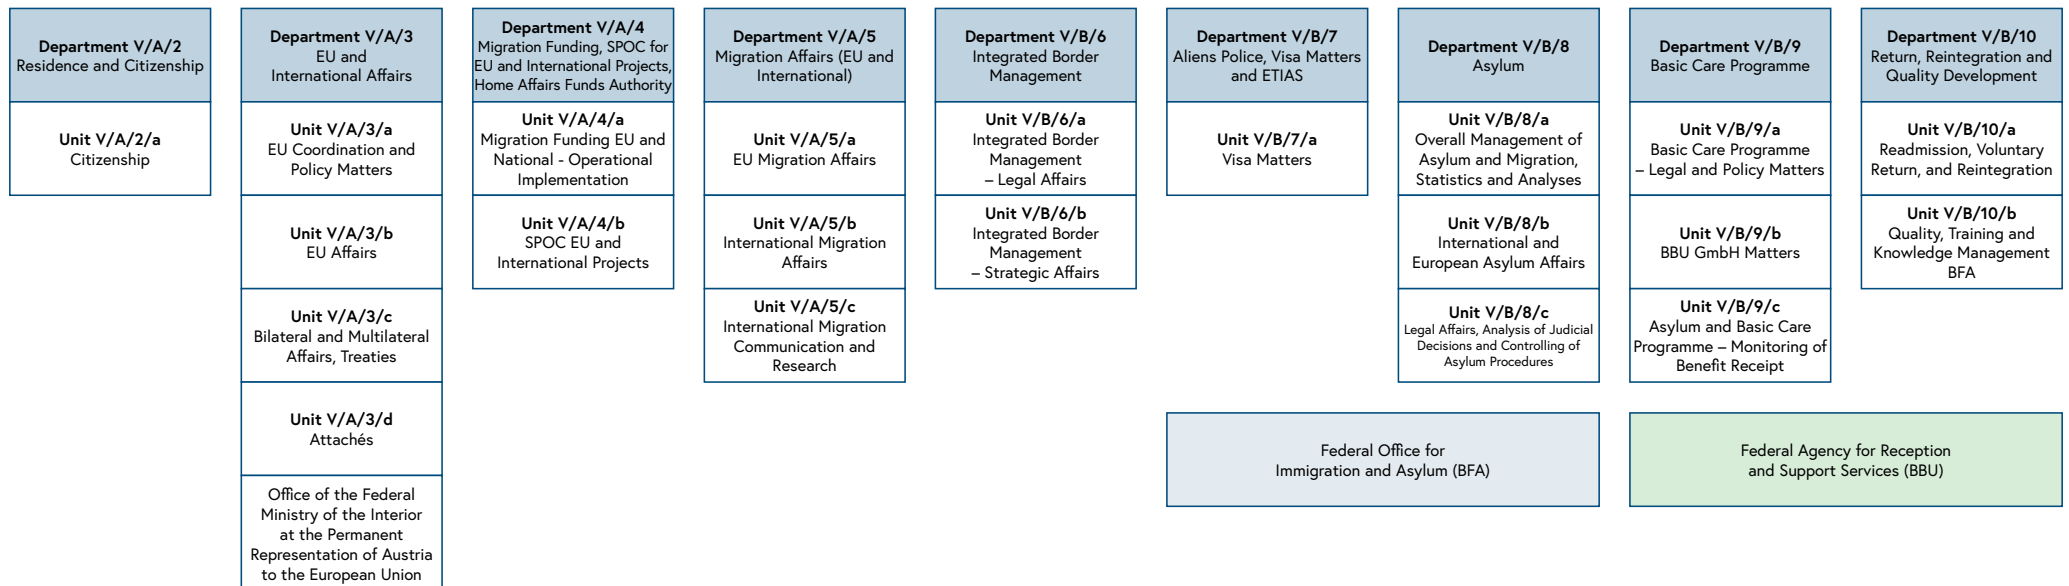 Department V/A/2
Residence and Citizenship
Unit V/A/2/a
Citizenship
Department V/A/3
EU and
International Affairs
Unit V/A/3/a
EU Coordination and
Policy Matters
Unit V/A/3/b
EU Affairs
Unit V/A/3/c
Bilateral and Multilateral
Affairs, Treaties
Unit V/A/3/d
Attachés
Office of the Federal
Ministry of the Interior
at the Permanent
Representation of Austria
to the European Union
Department V/A/4
Migration Funding, SPOC for
EU and International Projects,
Home Affairs Funds Authority
Unit V/A/4/a
Migration Funding EU and
National - Operational
Implementation
Unit V/A/4/b
SPOC EU and
International Projects
Department V/A/5
Migration Affairs (EU and
International)
Unit V/A/5/a
EU Migration Affairs
Unit V/A/5/b
International Migration
Affairs
Unit V/A/5/c
International Migration
Communication and
Research
Department V/B/6
Integrated Border
Management
Unit V/B/6/a
Integrated Border
Management
– Legal Affairs
Unit V/B/6/b
Integrated Border
Management
– Strategic Affairs
Department V/B/7
Aliens Police, Visa Matters
and ETIAS
Unit V/B/7/a
Visa Matters
Department V/B/8
Asylum
Unit V/B/8/a
Overall Management of
Asylum and Migration,
Statistics and Analyses
Unit V/B/8/b
International and
European Asylum Affairs
Unit V/B/8/c
Legal Affairs, Analysis of Judicial
Decisions and Controlling of
Asylum Procedures
Department V/B/9
Basic Care Programme
Unit V/B/9/a
Basic Care Programme
– Legal and Policy Matters
Unit V/B/9/b
BBU GmbH Matters
Unit V/B/9/c
Asylum and Basic Care
Programme – Monitoring of
Benefit Receipt
Department V/B/10
Return, Reintegration and
Quality Development
Unit V/B/10/a
Readmission, Voluntary
Return, and Reintegration
Unit V/B/10/b
Quality, Training and
Knowledge Management
BFA
Federal Office for
Immigration and Asylum (BFA)
Federal Agency for Reception
and Support Services (BBU)